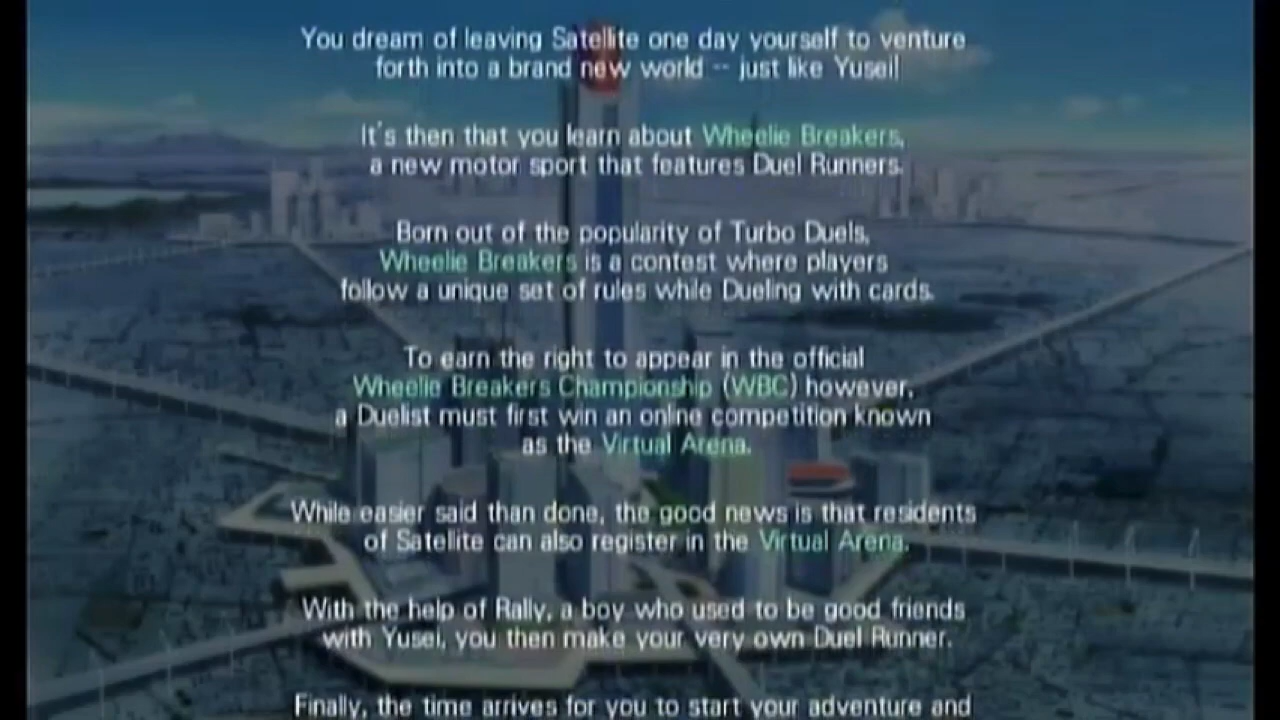 You dream of leaving Satellite one day yourself to venture
forth into a brand new world -- just like Yusei!
It's then that you learn about Wheelie Breakers,
a new motor sport that features Duel Runners.
Born out of the popularity of Turbo Duels,
Wheelie Breakers is a contest where players
follow a unique set of rules while Dueling with cards.
To earn the right to appear in the official
Wheelie Breakers Championship (WBC) however,
a Duelist must first win an online competition known
as the Virtual Arena.
While easier said than done, the good news is that residents
of Satellite can also register in the Virtual Arena.
With the help of Rally, a boy who used to be good friends
with Yusei, you then make your very own Duel Runner.
Finally, the time arrives for you to start your adventure and